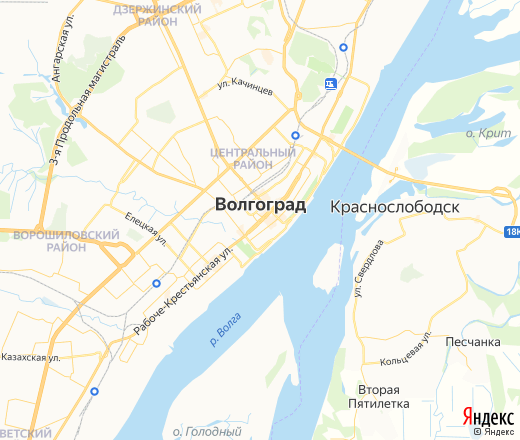 ДЗЕРЖИНСКИЙ
РАЙОН
Ангарская ул.
3-я Продольная магистраль
ул. Качинцев
о. Крит
ЦЕНТРАЛЬНЫЙ
РАЙОН
Волгоград
Краснослободск
Елецкая ул.
ВОРОШИЛОВСКИЙ
РАЙОН
18К
ул. Свердлова
Рабоче-Крестьянская ул.
р. Волга
Казахская ул.
Кольцевая ул.
Песчанка
Вторая
Пятилетка
о. Голодный
ВЕТСКИЙ
Яндекс
© Яндекс